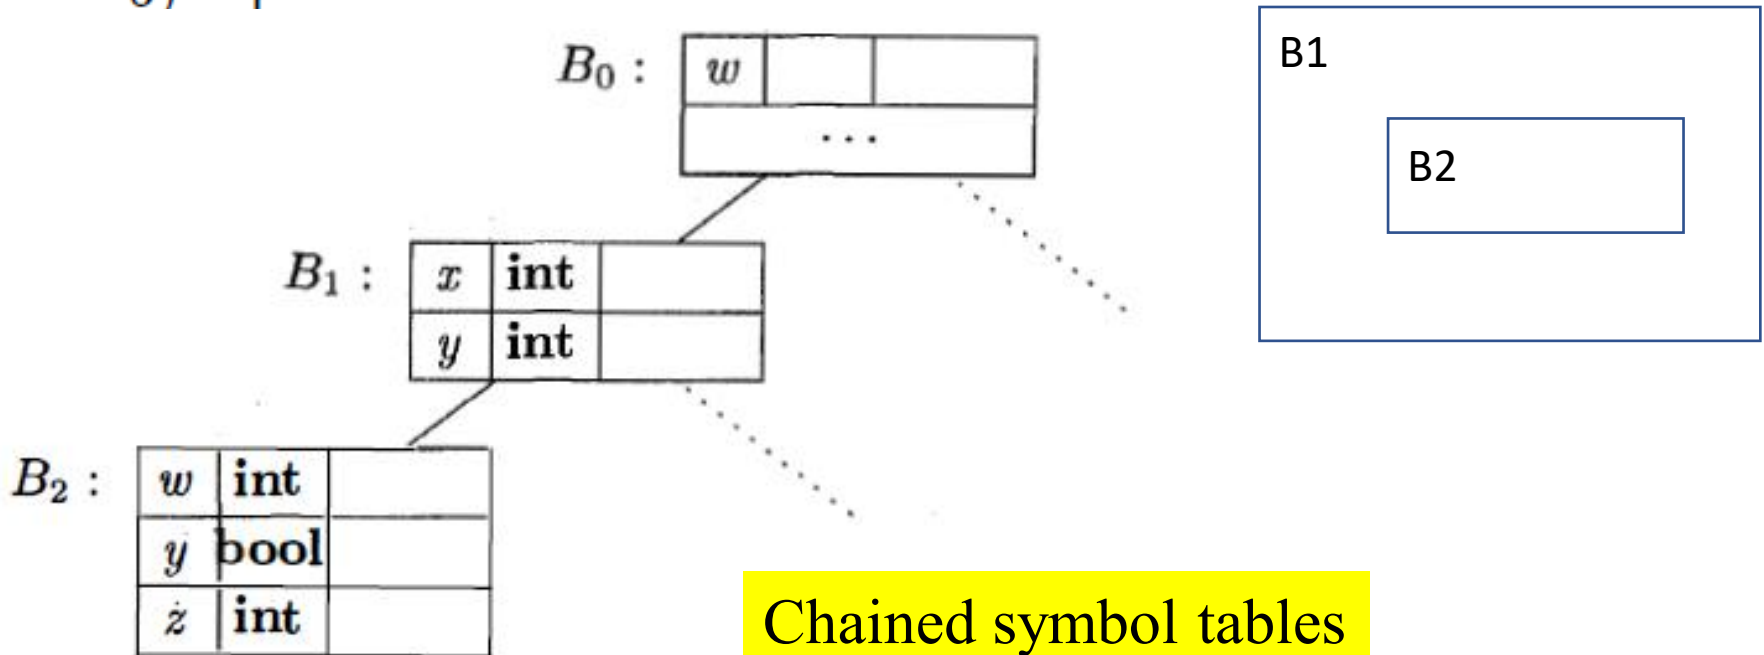 B₀ : w
...
B₁ : x int
y int
B₂ : w int
y bool
z int
B1
B2
Chained symbol tables